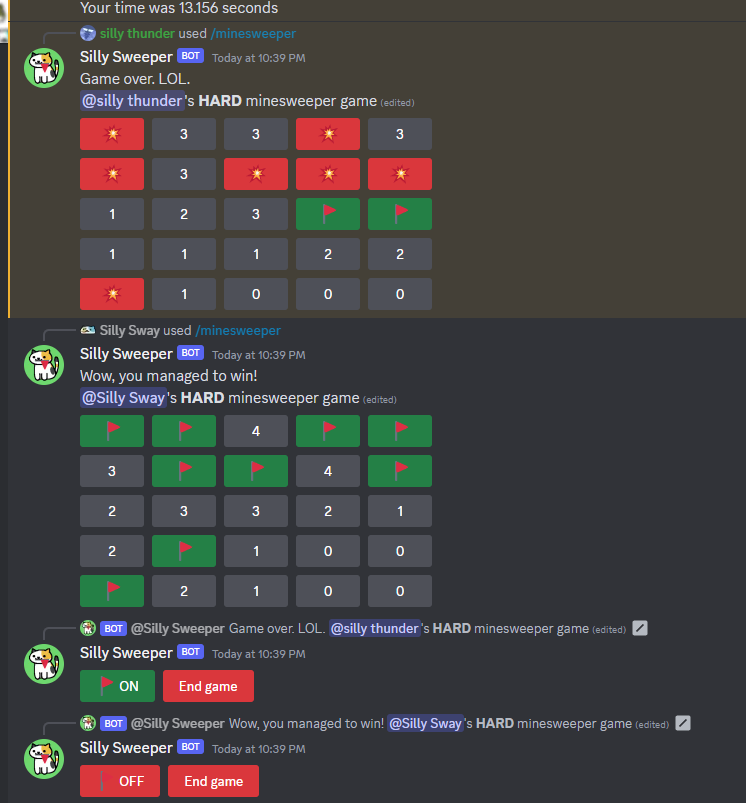 Your time was 13.156 seconds
silly thunder used /minesweeper
Silly Sweeper BOT Today at 10:39 PM
Game over. LOL.
@silly thunder's HARD minesweeper game (edited)
3 3 3
3
1 2 3
1 1 1 2 2
1 0 0 0
Silly Sway used /minesweeper
Silly Sweeper BOT Today at 10:39 PM
Wow, you managed to win!
@Silly Sway's HARD minesweeper game (edited)
4
3 4
2 3 3 2 1
2 1 0 0
2 1 0 0
BOT @Silly Sweeper Game over. LOL. @silly thunder's HARD minesweeper game (edited)
Silly Sweeper BOT Today at 10:39 PM
ON End game
BOT @Silly Sweeper Wow, you managed to win! @Silly Sway's HARD minesweeper game (edited)
Silly Sweeper BOT Today at 10:39 PM
OFF End game